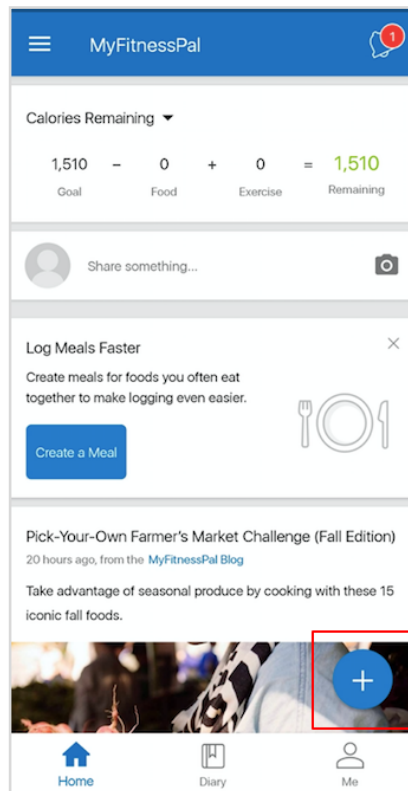 MyFitnessPal
1
Calories Remaining
1,510 – 0 + 0 = 1,510
Goal Food Exercise Remaining
Share something...
Log Meals Faster
Create meals for foods you often eat
together to make logging even easier.
Create a Meal
Pick-Your-Own Farmer's Market Challenge (Fall Edition)
20 hours ago, from the MyFitnessPal Blog
Take advantage of seasonal produce by cooking with these 15
iconic fall foods.
+
Home Diary Me